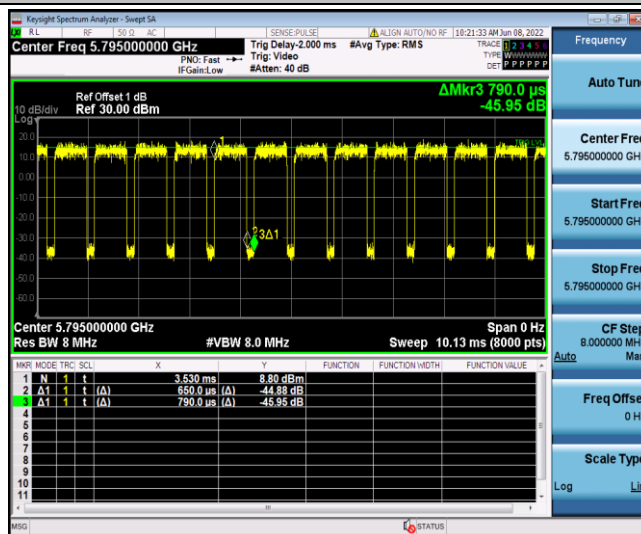 Keysight Spectrum Analyzer - Swept SA
RL RF 50 Ω AC SENSE:PULSE ALIGN AUTO/NO RF 10:21:33 AM Jun 08, 2022
Center Freq 5.795000000 GHz Trig Delay-2.000 ms #Avg Type: RMS TRACE 1 2 3 4 5 6
PNO: Fast Trig: Video TYPE WWWWWW
IFGain:Low #Atten: 40 dB DET P P P P P P
Frequency
Auto Tune
Ref Offset 1 dB ΔMkr3 790.0 µs
10 dB/div Ref 30.00 dBm -45.95 dB
Log
20.0
10.0
0.00
-10.0
-20.0
-30.0
-40.0
-50.0
-60.0
1
2 3Δ1
Center 5.795000000 GHz Span 0 Hz
Res BW 8 MHz #VBW 8.0 MHz Sweep 10.13 ms (8000 pts)
Center Freq
5.795000000 GH
Start Fre
5.795000000 GH
Stop Fre
5.795000000 GH
CF Step
8.000000 MH
Auto Ma
Freq Offse
0 H
Scale Type
Log Li
MKR MODE TRC SCL X Y FUNCTION FUNCTION WIDTH FUNCTION VALUE
1 N 1 t 3.530 ms 8.80 dBm
2 Δ1 1 t (Δ) 650.0 µs (Δ) -44.88 dB
3 Δ1 1 t (Δ) 790.0 µs (Δ) -45.95 dB
4
5
6
7
8
9
10
11
MSG STATUS